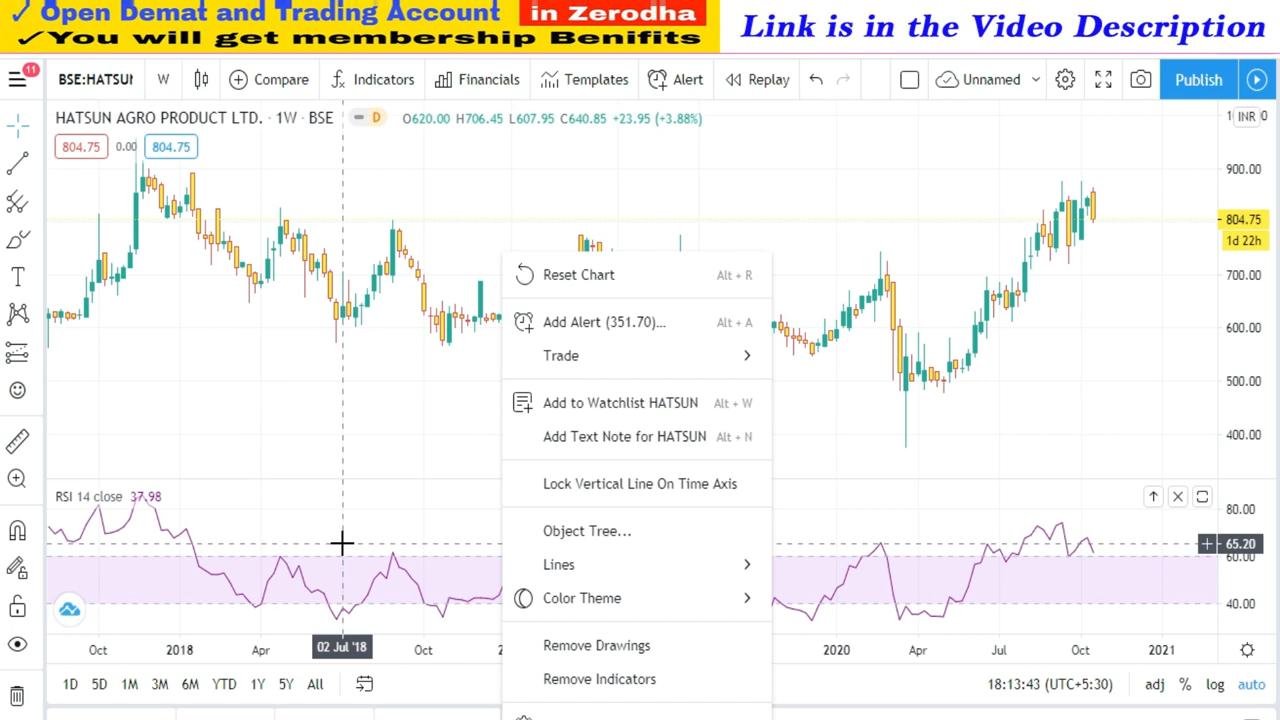 ✓ Open Demat and Trading Account in Zerodha
✓You will get membership Benifits
Link is in the Video Description
11
BSE:HATSUN W Compare Indicators Financials Templates Alert Replay Unnamed Publish
HATSUN AGRO PRODUCT LTD. · 1W · BSE D O620.00 H706.45 L607.95 C640.85 +23.95 (+3.88%)
INR
804.75 0.00 804.75
900.00
804.75
1d 22h
700.00
600.00
500.00
400.00
Reset Chart Alt + R
Add Alert (351.70)... Alt + A
Trade
Add to Watchlist HATSUN Alt + W
Add Text Note for HATSUN Alt + N
Lock Vertical Line On Time Axis
Object Tree...
Lines
Color Theme
Remove Drawings
Remove Indicators
RSI 14 close 37.98
80.00
65.20
60.00
40.00
Oct 2018 Apr 02 Jul '18 Oct 2020 Apr Jul Oct 2021
1D 5D 1M 3M 6M YTD 1Y 5Y All 18:13:43 (UTC+5:30) adj % log auto